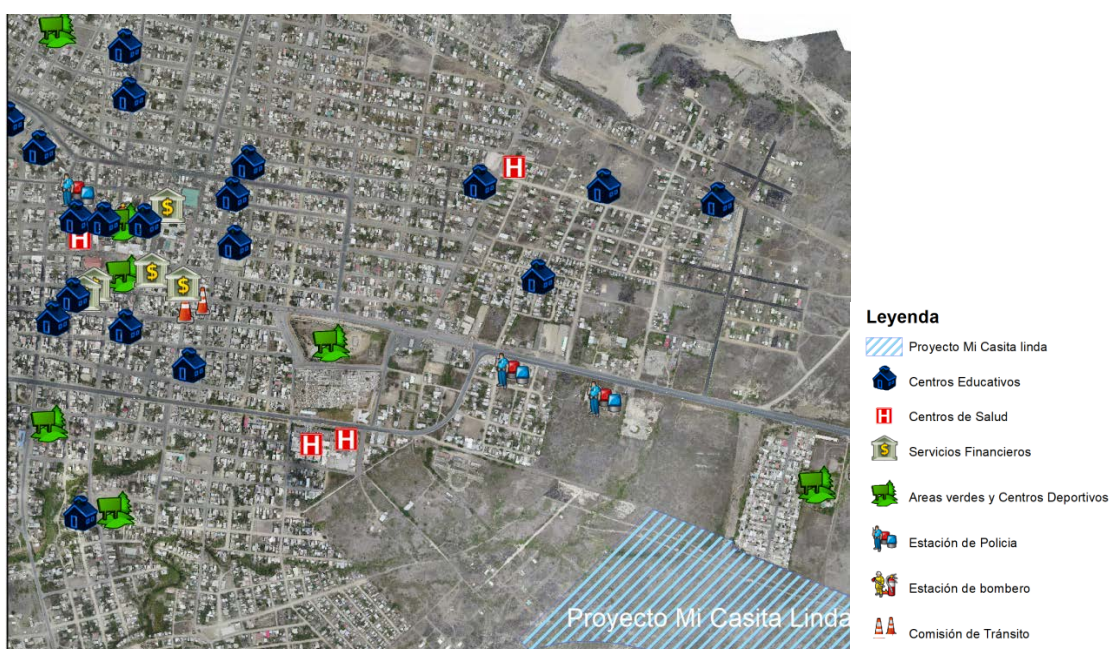 Proyecto Mi Casita Linda
Leyenda
Proyecto Mi Casita linda
Centros Educativos
Centros de Salud
Servicios Financieros
Areas verdes y Centros Deportivos
Estación de Policia
Estación de bombero
Comisión de Tránsito